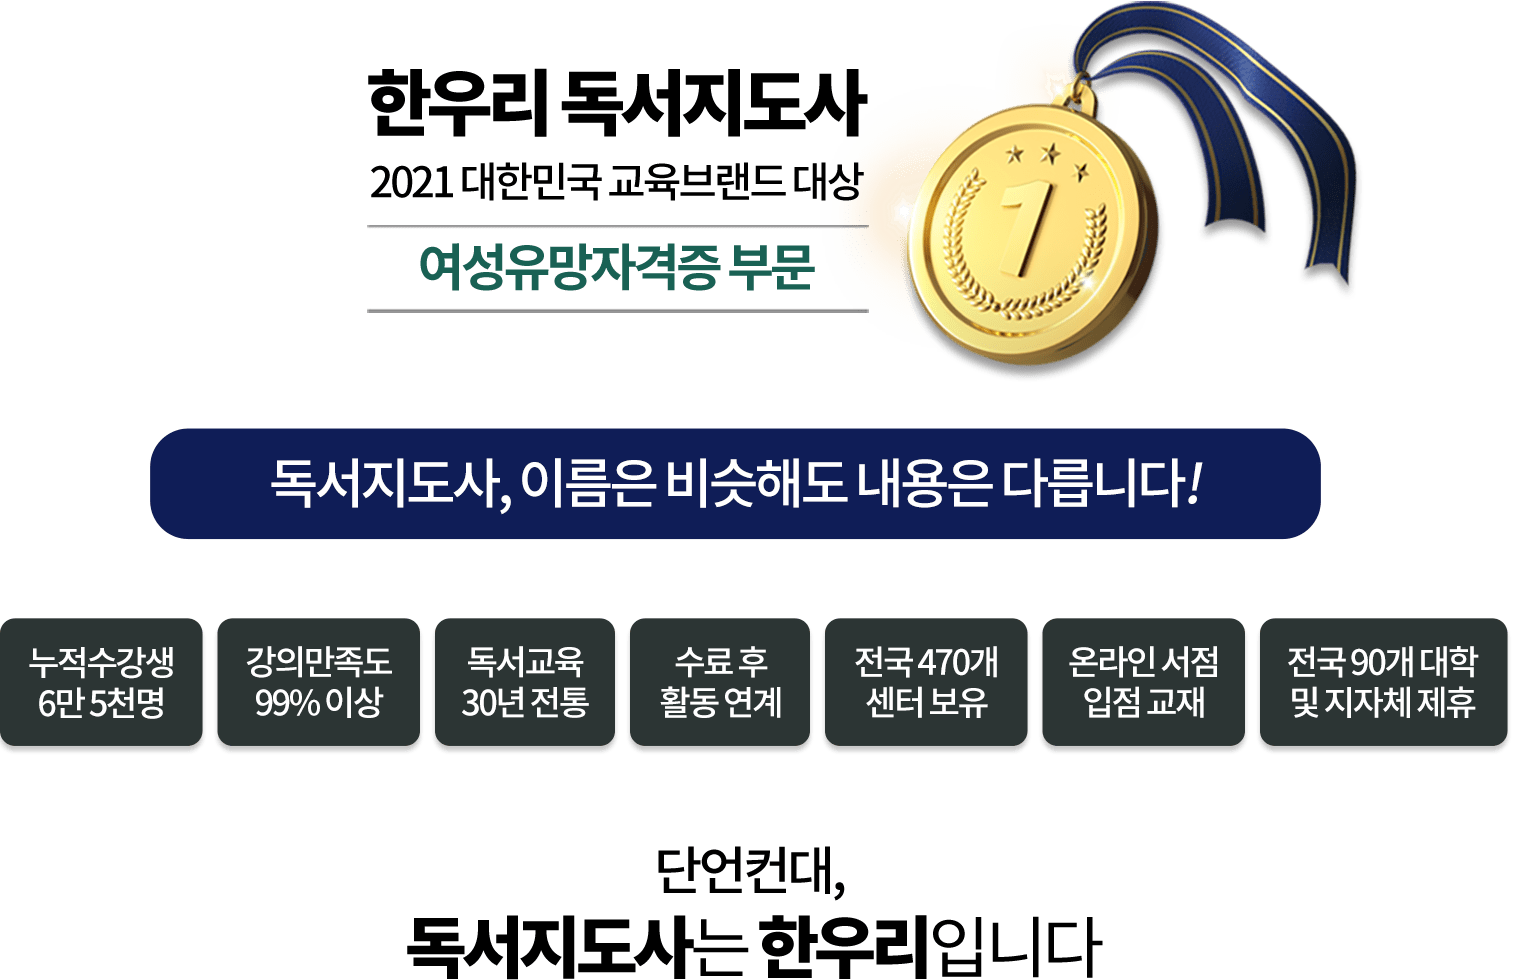 한우리 독서지도사
2021 대한민국 교육브랜드 대상
여성유망자격증 부문
1
독서지도사, 이름은 비슷해도 내용은 다릅니다!
누적수강생
6만 5천명
강의만족도
99% 이상
독서교육
30년 전통
수료 후
활동 연계
전국 470개
센터 보유
온라인 서점
입점 교재
전국 90개 대학
및 지자체 제휴
단언컨대,
독서지도사는 한우리입니다